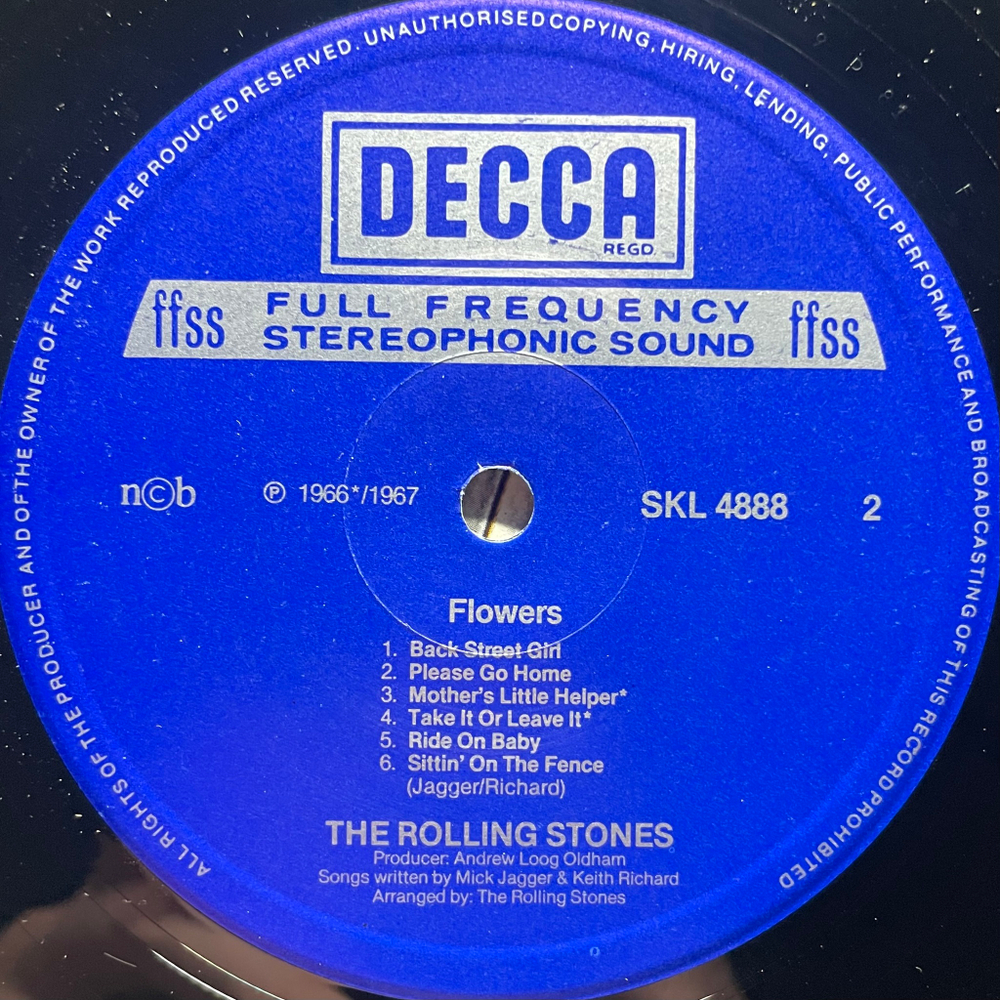 ALL RIGHTS OF THE PRODUCER AND OF THE OWNER OF THE WORK REPRODUCED RESERVED. UNAUTHORISED COPYING, HIRING, LENDING, PUBLIC PERFORMANCE AND BROADCASTING OF THIS RECORD PROHIBITED
DECCA
REGD.
ffss FULL FREQUENCY STEREOPHONIC SOUND ffss
n©b ℗ 1966*/1967 SKL 4888 2
Flowers
1. Back Street Girl
2. Please Go Home
3. Mother's Little Helper*
4. Take It Or Leave It*
5. Ride On Baby
6. Sittin' On The Fence
(Jagger/Richard)
THE ROLLING STONES
Producer: Andrew Loog Oldham
Songs written by Mick Jagger & Keith Richard
Arranged by: The Rolling Stones